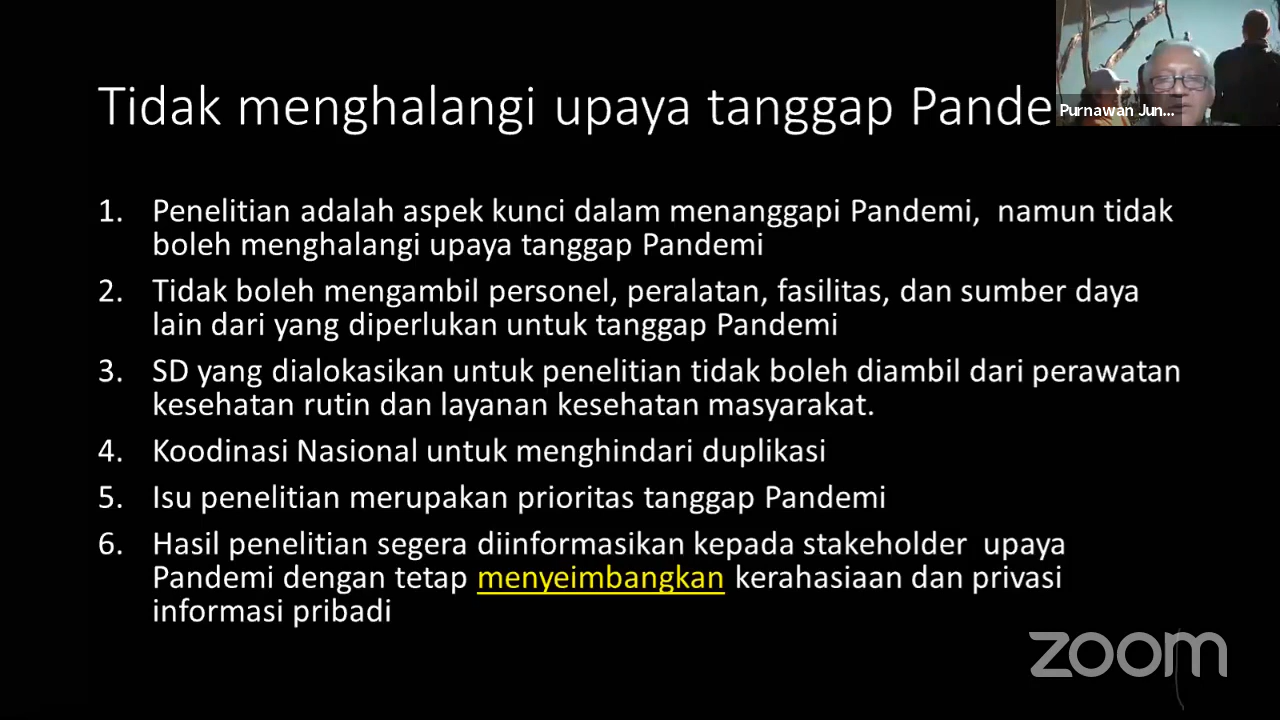 Tidak menghalangi upaya tanggap Pande
Purnawan Jun...
1. Penelitian adalah aspek kunci dalam menanggapi Pandemi, namun tidak
boleh menghalangi upaya tanggap Pandemi
2. Tidak boleh mengambil personel, peralatan, fasilitas, dan sumber daya
lain dari yang diperlukan untuk tanggap Pandemi
3. SD yang dialokasikan untuk penelitian tidak boleh diambil dari perawatan
kesehatan rutin dan layanan kesehatan masyarakat.
4. Koodinasi Nasional untuk menghindari duplikasi
5. Isu penelitian merupakan prioritas tanggap Pandemi
6. Hasil penelitian segera diinformasikan kepada stakeholder upaya
Pandemi dengan tetap menyeimbangkan kerahasiaan dan privasi
informasi pribadi
zoom